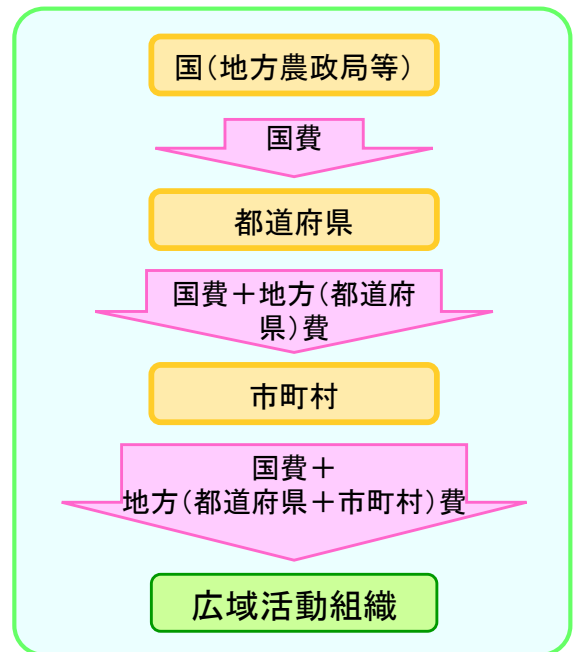 国（地方農政局等）
国費
都道府県
国費＋地方（都道府
県）費
市町村
国費＋
地方（都道府県＋市町村）費
広域活動組織